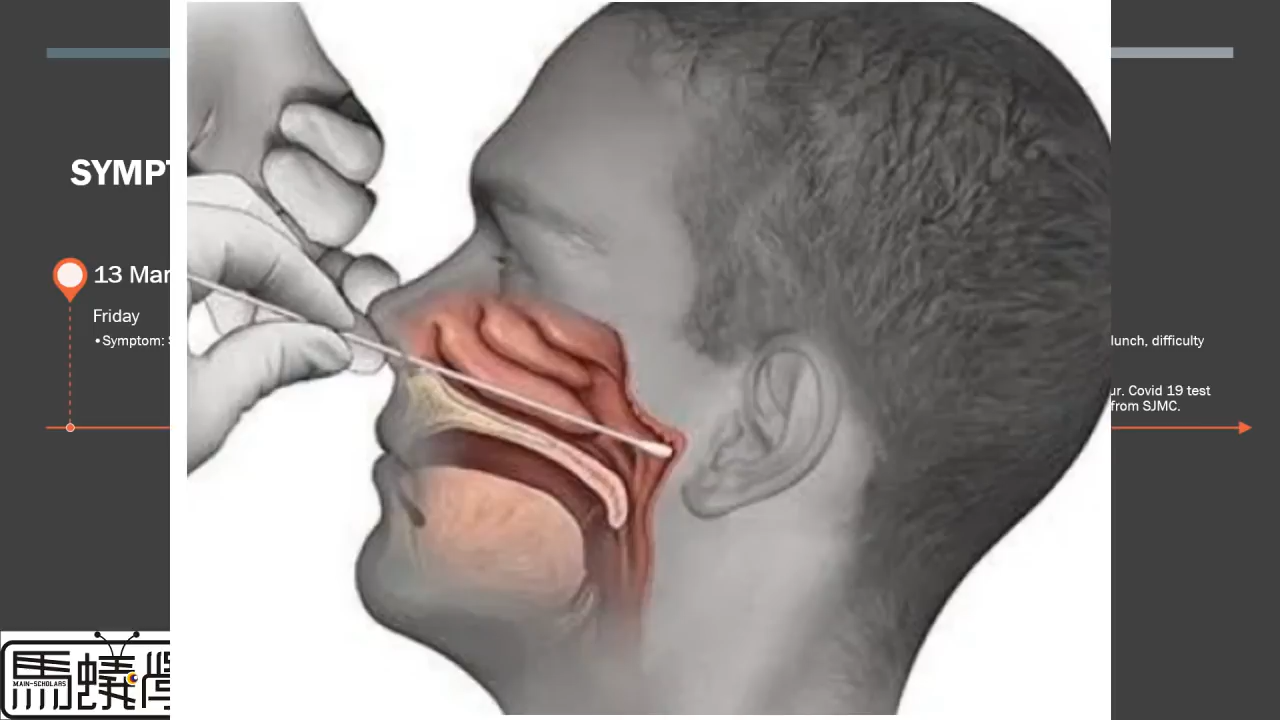 SYMPT
13 Mar
Friday
•Symptom:
lunch, difficulty
ur. Covid 19 test
from SJMC.
馬蟻學
MAIN-SCHOLARS